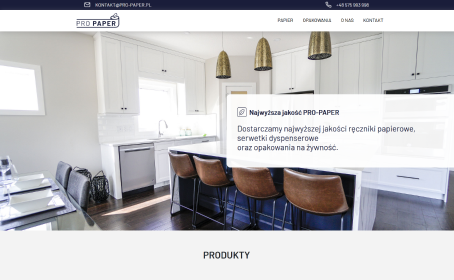 KONTAKT@PRO-PAPER.PL
+48 575 993 998
PRO PAPER
PAPIER OPAKOWANIA O NAS KONTAKT
Najwyższa jakość PRO-PAPER
Dostarczamy najwyższej jakości ręczniki papierowe,
serwetki dyspenserowe
oraz opakowania na żywność.
PRODUKTY